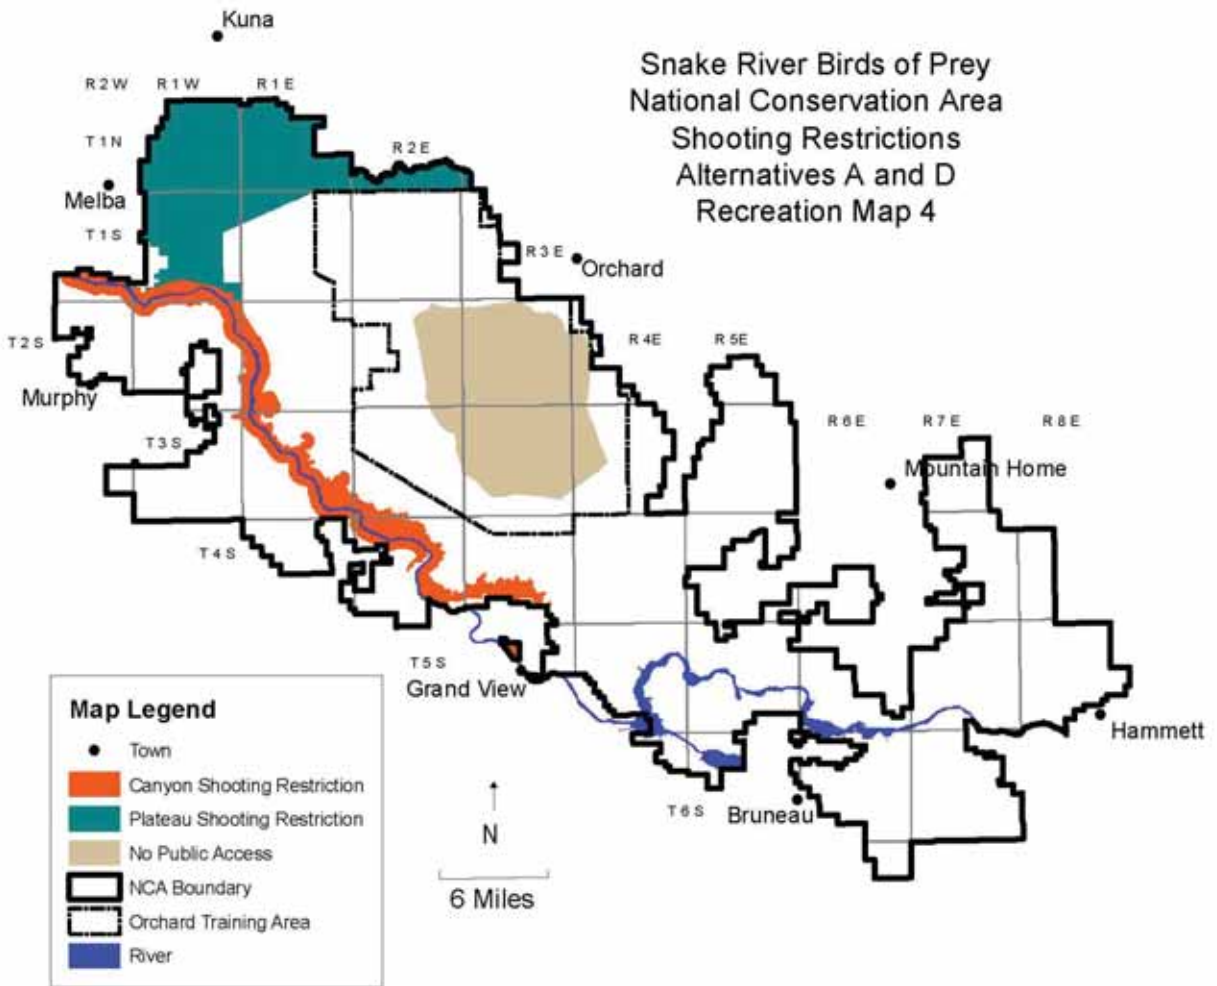 Kuna
Snake River Birds of Prey
National Conservation Area
Shooting Restrictions
Alternatives A and D
Recreation Map 4
R 2 W
R 1 W
R 1 E
T 1 N
R 2 E
Melba
T 1 S
R 3 E
Orchard
T 2 S
R 4 E
R 5 E
Murphy
R 6 E
R 7 E
R 8 E
T 3 S
Mountain Home
T 4 S
T 5 S
Grand View
Hammett
T 6 S
Bruneau
N
6 Miles
Map Legend
Town
Canyon Shooting Restriction
Plateau Shooting Restriction
No Public Access
NCA Boundary
Orchard Training Area
River